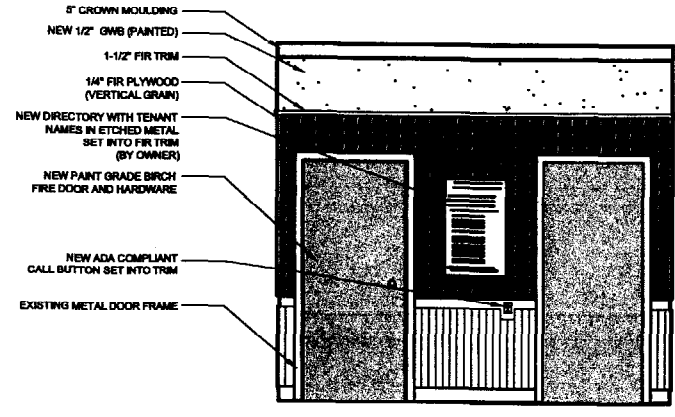 5" CROWN MOULDING
NEW 1/2" GWB (PAINTED)
1-1/2" FIR TRIM
1/4" FIR PLYWOOD
(VERTICAL GRAIN)
NEW DIRECTORY WITH TENANT
NAMES IN ETCHED METAL
SET INTO FIR TRIM
(BY OWNER)
NEW PAINT GRADE BIRCH
FIRE DOOR AND HARDWARE
NEW ADA COMPLIANT
CALL BUTTON SET INTO TRIM
EXISTING METAL DOOR FRAME